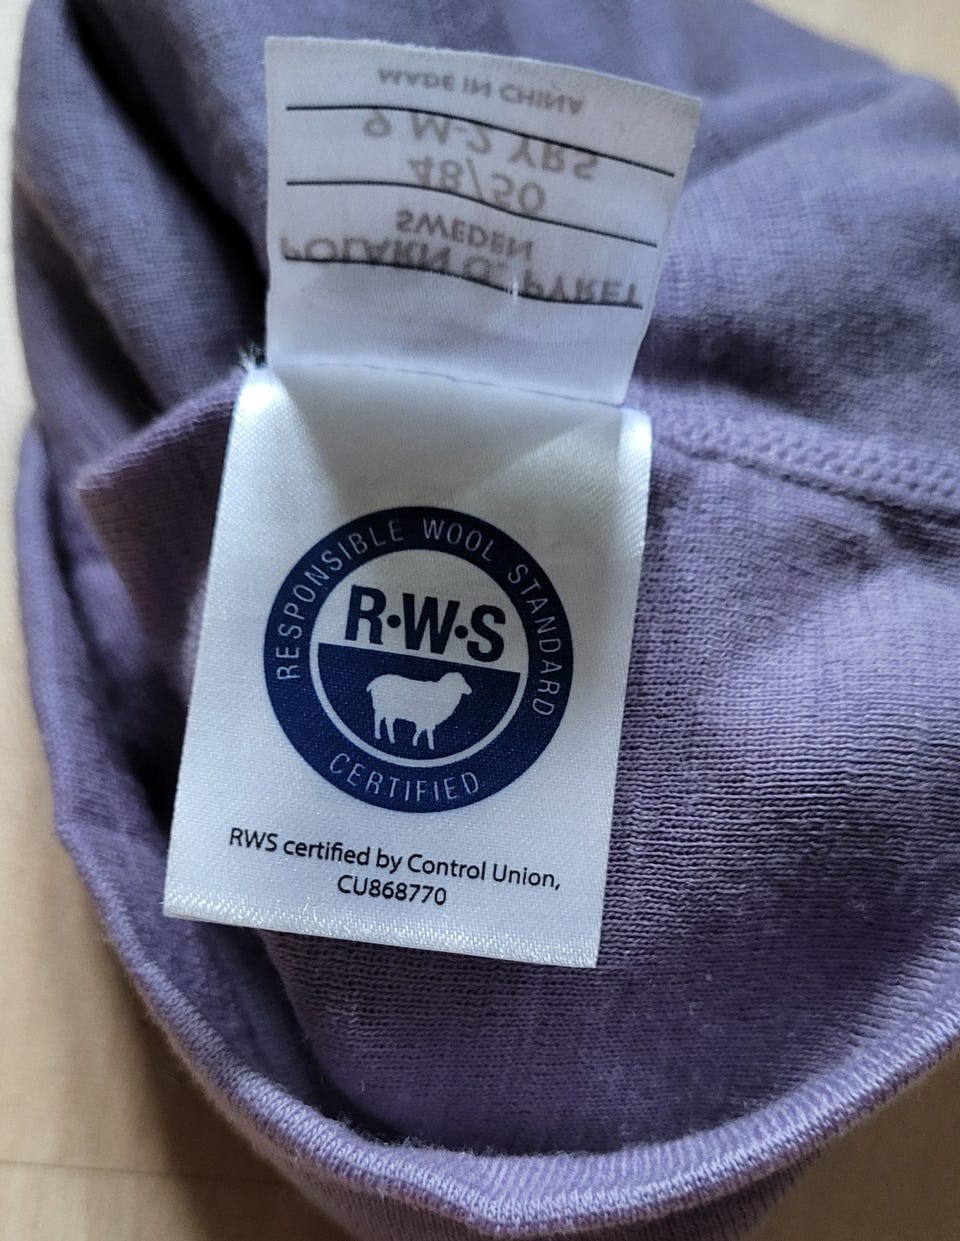 MADE IN CHINA
9 M-2 YRS
48/50
SWEDEN
POLARN O. PYRET
RESPONSIBLE WOOL STANDARD
R·W·S
CERTIFIED
RWS certified by Control Union,
CU868770